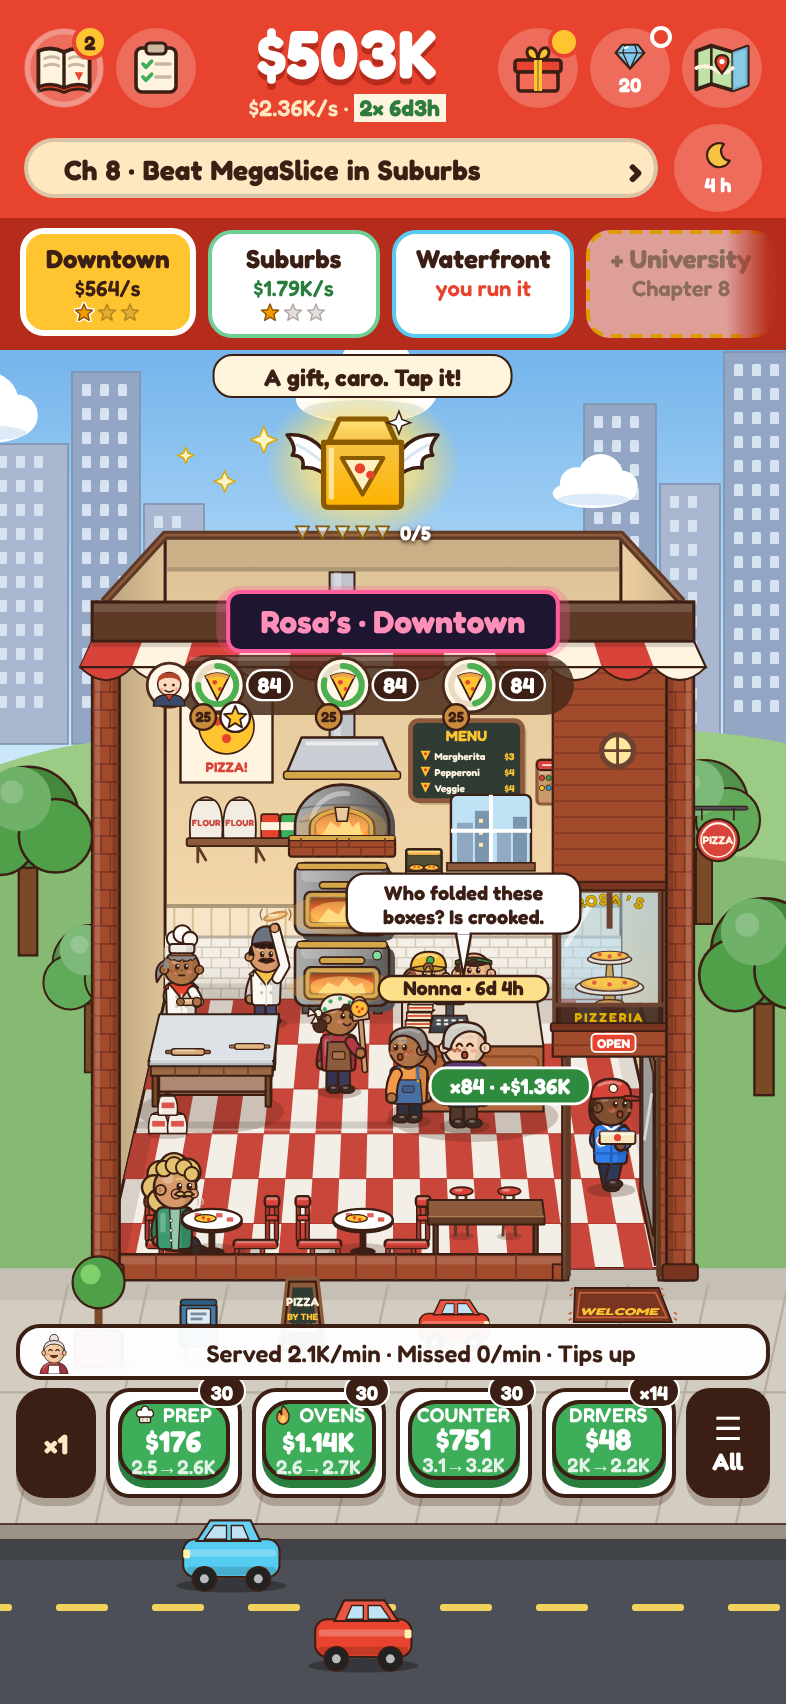 2
$503K
20
$2.36K/s · 2x 6d3h
Ch 8 · Beat MegaSlice in Suburbs
4 h
Downtown
$564/s
Suburbs
$1.79K/s
Waterfront
you run it
+ University
Chapter 8
A gift, caro. Tap it!
0/5
Rosa's · Downtown
84
84
84
25
25
25
PIZZA!
MENU
Margherita $3
Pepperoni $4
Veggie $4
FLOUR
FLOUR
PIZZA
Who folded these
boxes? Is crooked.
ROSA'S
Nonna · 6d 4h
PIZZERIA
OPEN
x84 · +$1.36K
PIZZA
BY THE
WELCOME
Served 2.1K/min · Missed 0/min · Tips up
x1
30
PREP
$176
2.5→2.6K
30
OVENS
$1.14K
2.6→2.7K
30
COUNTER
$751
3.1→3.2K
x14
DRIVERS
$48
2K→2.2K
All